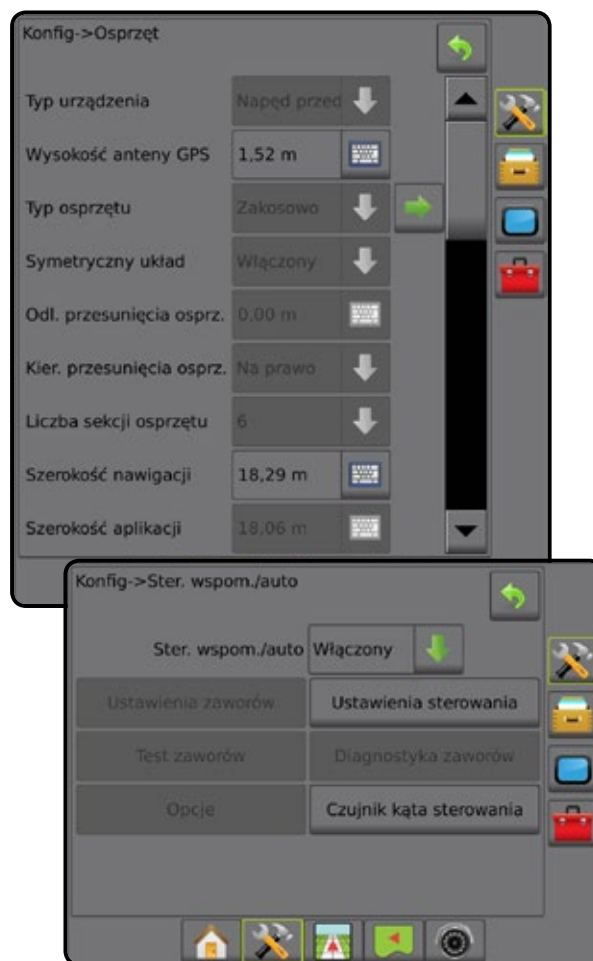 Konfig->Osprzęt
Typ urządzenia Napęd przed
Wysokość anteny GPS 1,52 m
Typ osprzętu Zakosowo
Symetryczny układ Włączony
Odl. przesunięcia osprz. 0,00 m
Kier. przesunięcia osprz. Na prawo
Liczba sekcji osprzętu 6
Szerokość nawigacji 18,29 m
Szerokość aplikacji 18,06 m
Konfig->Ster. wspom./auto
Ster. wspom./auto Włączony
Ustawienia zaworów Ustawienia sterowania
Test zaworów Diagnostyka zaworów
Opcje Czujnik kąta sterowania